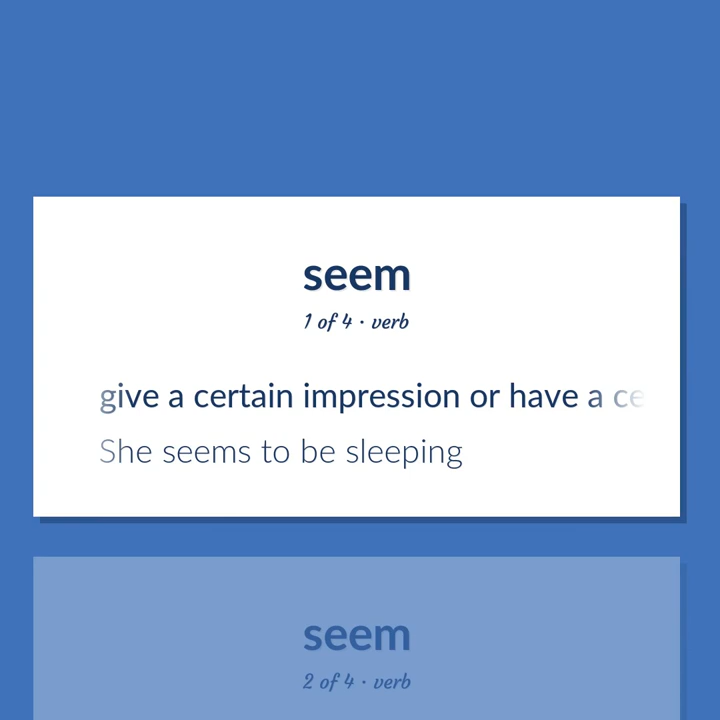 seem
1 of 4 · verb
give a certain impression or have a ce
She seems to be sleeping
seem
2 of 4 · verb